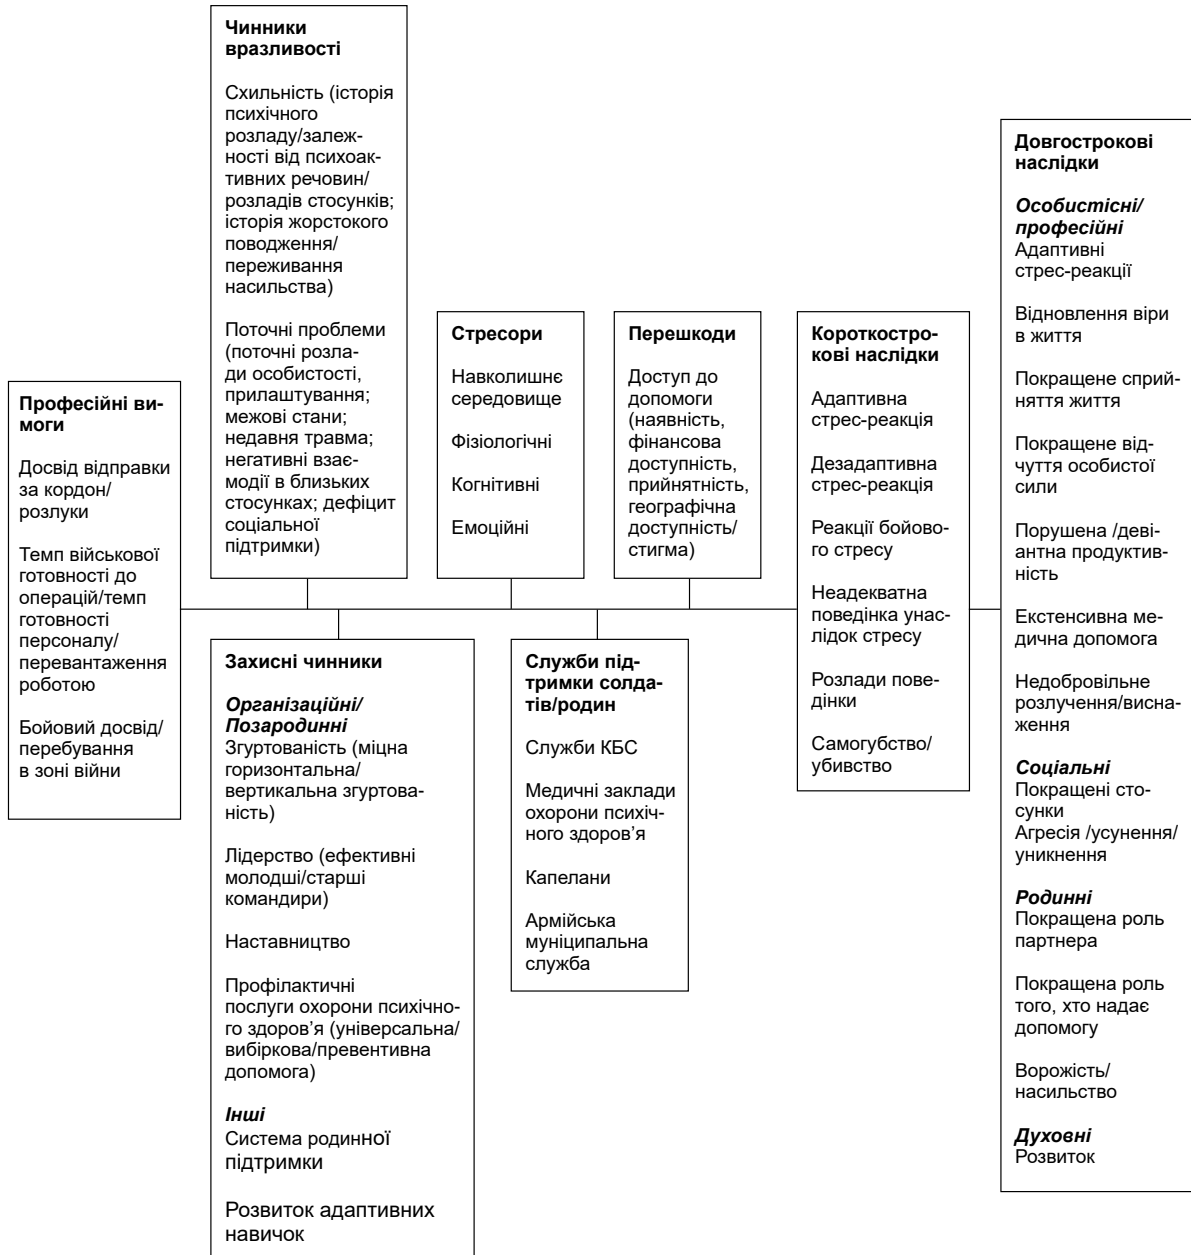 Професійні ви-
моги
Досвід відправки
за кордон/
розлуки
Темп військової
готовності до
операцій/темп
готовності
персоналу/
перевантаження
роботою
Бойовий досвід/
перебування
в зоні війни
Чинники
вразливості
Схильність (історія
психічного
розладу/залеж-
ності від психоак-
тивних речовин/
розладів стосунків;
історія жорстокого
поводження/
переживання
насильства)
Поточні проблеми
(поточні розла-
ди особистості,
прилаштування;
межові стани;
недавня травма;
негативні взає-
модії в близьких
стосунках; дефіцит
соціальної
підтримки)
Захисні чинники
Організаційні/
Позародинні
Згуртованість (міцна
горизонтальна/
вертикальна згуртова-
ність)
Лідерство (ефективні
молодші/старші
командири)
Наставництво
Профілактичні
послуги охорони психічно-
го здоров’я (універсальна/
вибіркова/превентивна
допомога)
Інші
Система родинної
підтримки
Розвиток адаптивних
навичок
Стресори
Навколишнє
середовище
Фізіологічні
Когнітивні
Емоційні
Служби під-
тримки солда-
тів/родин
Служби КБС
Медичні заклади
охорони психіч-
ного здоров’я
Капелани
Армійська
муніципальна
служба
Перешкоди
Доступ до
допомоги
(наявність,
фінансова
доступність,
прийнятність,
географічна
доступність/
стигма)
Короткостро-
кові наслідки
Адаптивна
стрес-реакція
Дезадаптивна
стрес-реакція
Реакції бойово-
го стресу
Неадекватна
поведінка унас-
лідок стресу
Розлади пове-
дінки
Самогубство/
убивство
Довгострокові
наслідки
Особистісні/
професійні
Адаптивні
стрес-реакції
Відновлення віри
в життя
Покращене сприй-
няття життя
Покращене від-
чуття особистої
сили
Порушена /деві-
антна продуктив-
ність
Екстенсивна ме-
дична допомога
Недобровільне
розлучення/висна-
ження
Соціальні
Покращені сто-
сунки
Агресія /усунення/
уникнення
Родинні
Покращена роль
партнера
Покращена роль
того, хто надає
допомогу
Ворожість/
насильство
Духовні
Розвиток